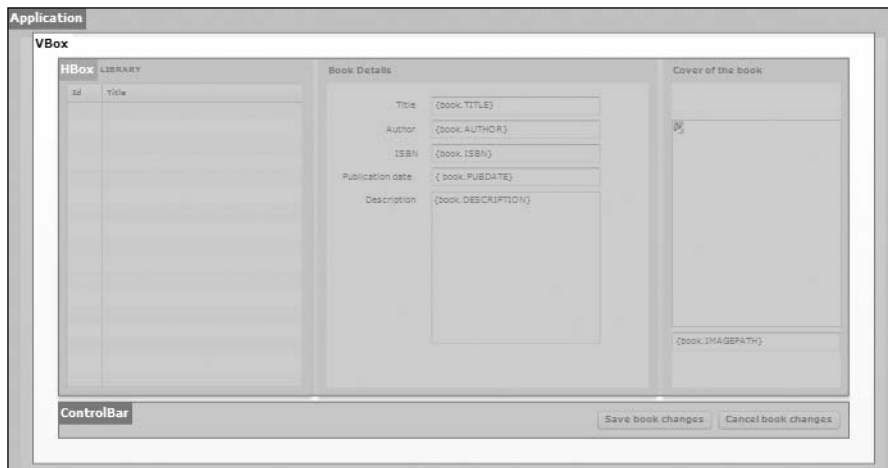 Application
VBox
HBox LIBRARY
Id Title
Book Details
Title {book.TITLE}
Author {book.AUTHOR}
ISBN {book.ISBN}
Publication date { book.PUBDATE}
Description {book.DESCRIPTION}
Cover of the book
{book.IMAGEPATH}
ControlBar
Save book changes Cancel book changes